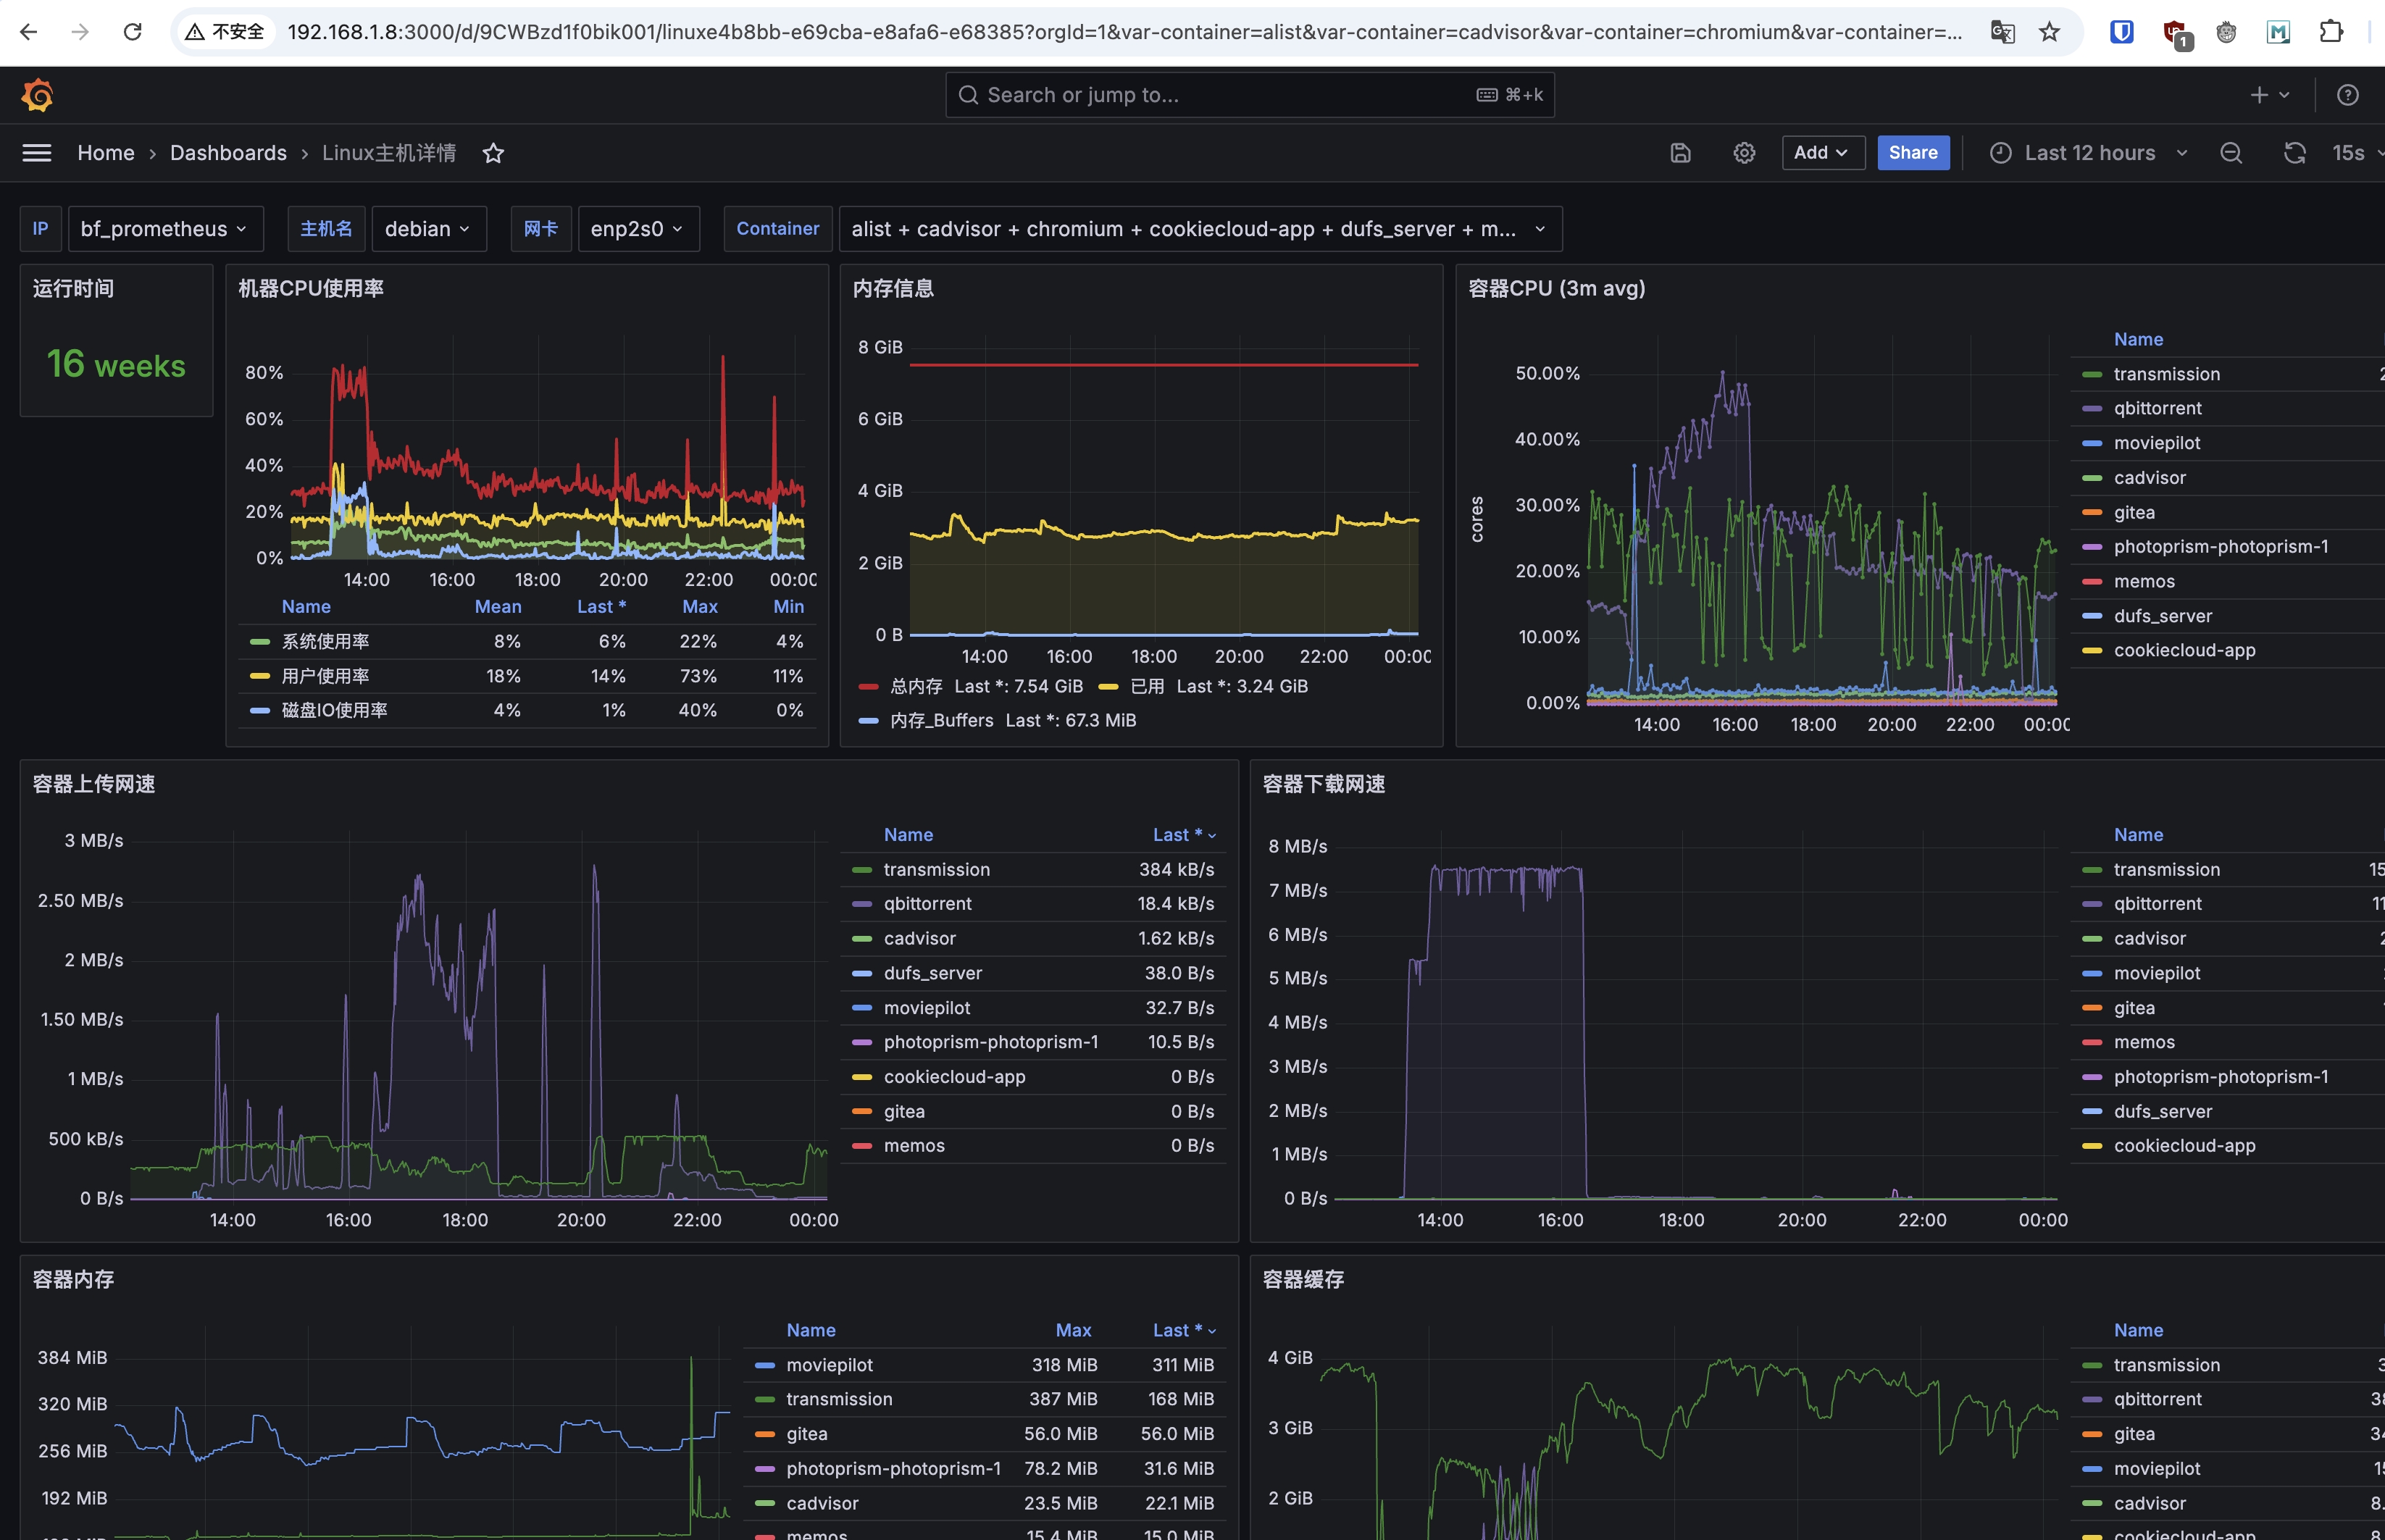 不安全
192.168.1.8:3000/d/9CWBzd1f0bik001/linuxe4b8bb-e69cba-e8afa6-e68385?orgId=1&var-container=alist&var-container=cadvisor&var-container=chromium&var-container=...
1
Search or jump to... ⌘+k
Home › Dashboards › Linux主机详情
Add Share Last 12 hours 15s
IP bf_prometheus 主机名 debian 网卡 enp2s0 Container alist + cadvisor + chromium + cookiecloud-app + dufs_server + m...
运行时间
16 weeks
机器CPU使用率
80%
60%
40%
20%
0%
14:00 16:00 18:00 20:00 22:00 00:00
Name Mean Last * Max Min
系统使用率 8% 6% 22% 4%
用户使用率 18% 14% 73% 11%
磁盘IO使用率 4% 1% 40% 0%
内存信息
8 GiB
6 GiB
4 GiB
2 GiB
0 B
14:00 16:00 18:00 20:00 22:00 00:00
总内存 Last *: 7.54 GiB 已用 Last *: 3.24 GiB
内存_Buffers Last *: 67.3 MiB
容器CPU (3m avg)
cores
50.00%
40.00%
30.00%
20.00%
10.00%
0.00%
14:00 16:00 18:00 20:00 22:00 00:00
Name
transmission
qbittorrent
moviepilot
cadvisor
gitea
photoprism-photoprism-1
memos
dufs_server
cookiecloud-app
容器上传网速
3 MB/s
2.50 MB/s
2 MB/s
1.50 MB/s
1 MB/s
500 kB/s
0 B/s
14:00 16:00 18:00 20:00 22:00 00:00
Name Last *
transmission 384 kB/s
qbittorrent 18.4 kB/s
cadvisor 1.62 kB/s
dufs_server 38.0 B/s
moviepilot 32.7 B/s
photoprism-photoprism-1 10.5 B/s
cookiecloud-app 0 B/s
gitea 0 B/s
memos 0 B/s
容器下载网速
8 MB/s
7 MB/s
6 MB/s
5 MB/s
4 MB/s
3 MB/s
2 MB/s
1 MB/s
0 B/s
14:00 16:00 18:00 20:00 22:00 00:00
Name
transmission 15
qbittorrent 11
cadvisor
moviepilot
gitea
memos
photoprism-photoprism-1
dufs_server
cookiecloud-app
容器内存
384 MiB
320 MiB
256 MiB
192 MiB
Name Max Last *
moviepilot 318 MiB 311 MiB
transmission 387 MiB 168 MiB
gitea 56.0 MiB 56.0 MiB
photoprism-photoprism-1 78.2 MiB 31.6 MiB
cadvisor 23.5 MiB 22.1 MiB
memos 15.4 MiB 15.0 MiB
容器缓存
4 GiB
3 GiB
2 GiB
Name
transmission
qbittorrent 38
gitea 34
moviepilot 15
cadvisor 8.
cookiecloud-app